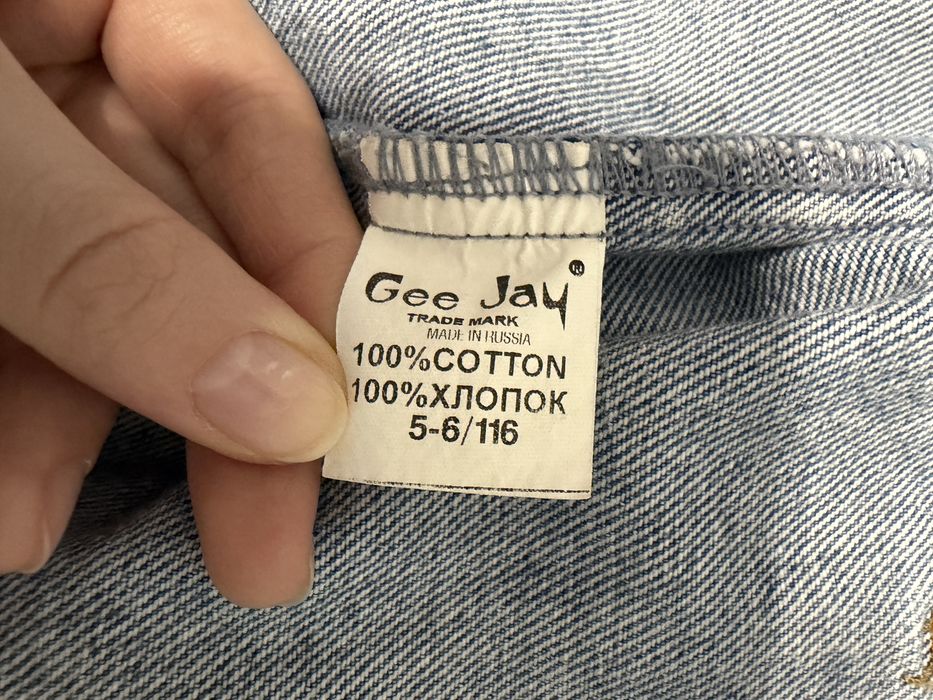 Gee Jay®
TRADE MARK
MADE IN RUSSIA
100%COTTON
100%ХЛОПОК
5-6/116